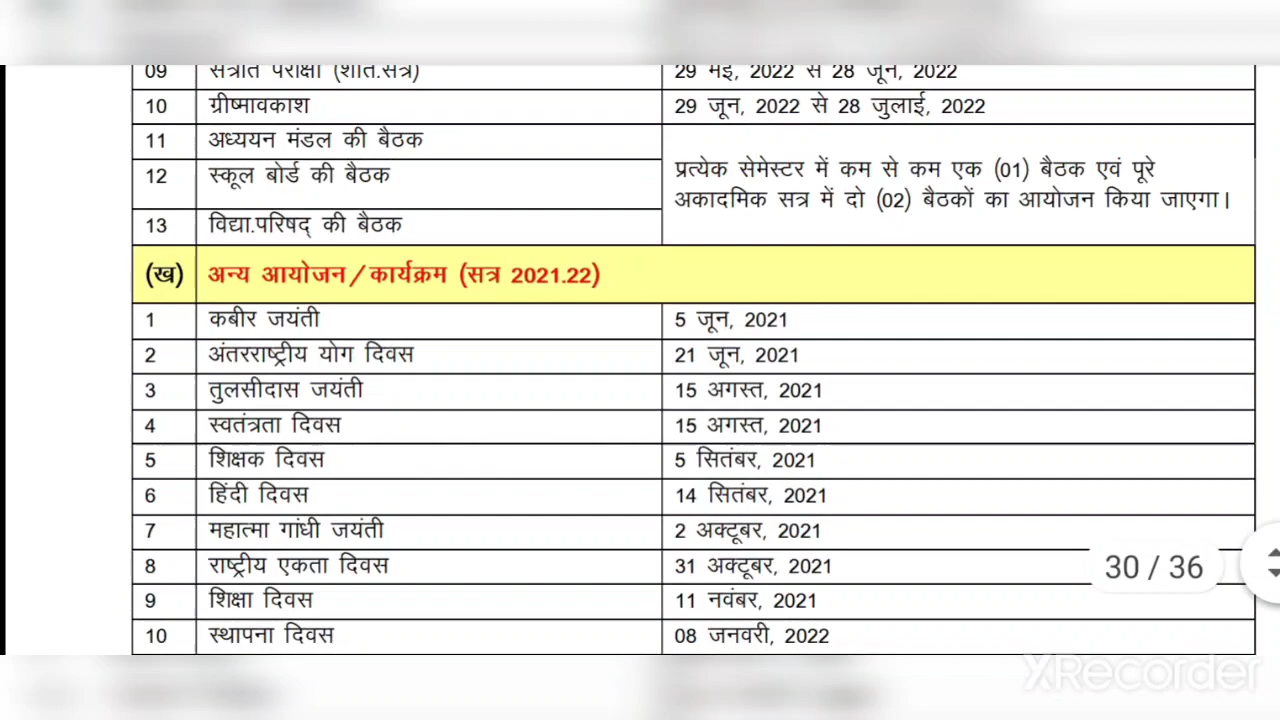 09 सत्रांत परीक्षा (शीत.सत्र) 29 मई, 2022 से 28 जून, 2022
10 ग्रीष्मावकाश 29 जून, 2022 से 28 जुलाई, 2022
11 अध्ययन मंडल की बैठक
12 स्कूल बोर्ड की बैठक
13 विद्या.परिषद् की बैठक
प्रत्येक सेमेस्टर में कम से कम एक (01) बैठक एवं पूरे
अकादमिक सत्र में दो (02) बैठकों का आयोजन किया जाएगा।
(ख) अन्य आयोजन/कार्यक्रम (सत्र 2021.22)
1 कबीर जयंती 5 जून, 2021
2 अंतरराष्ट्रीय योग दिवस 21 जून, 2021
3 तुलसीदास जयंती 15 अगस्त, 2021
4 स्वतंत्रता दिवस 15 अगस्त, 2021
5 शिक्षक दिवस 5 सितंबर, 2021
6 हिंदी दिवस 14 सितंबर, 2021
7 महात्मा गांधी जयंती 2 अक्टूबर, 2021
8 राष्ट्रीय एकता दिवस 31 अक्टूबर, 2021
9 शिक्षा दिवस 11 नवंबर, 2021
10 स्थापना दिवस 08 जनवरी, 2022
30 / 36
XRecorder